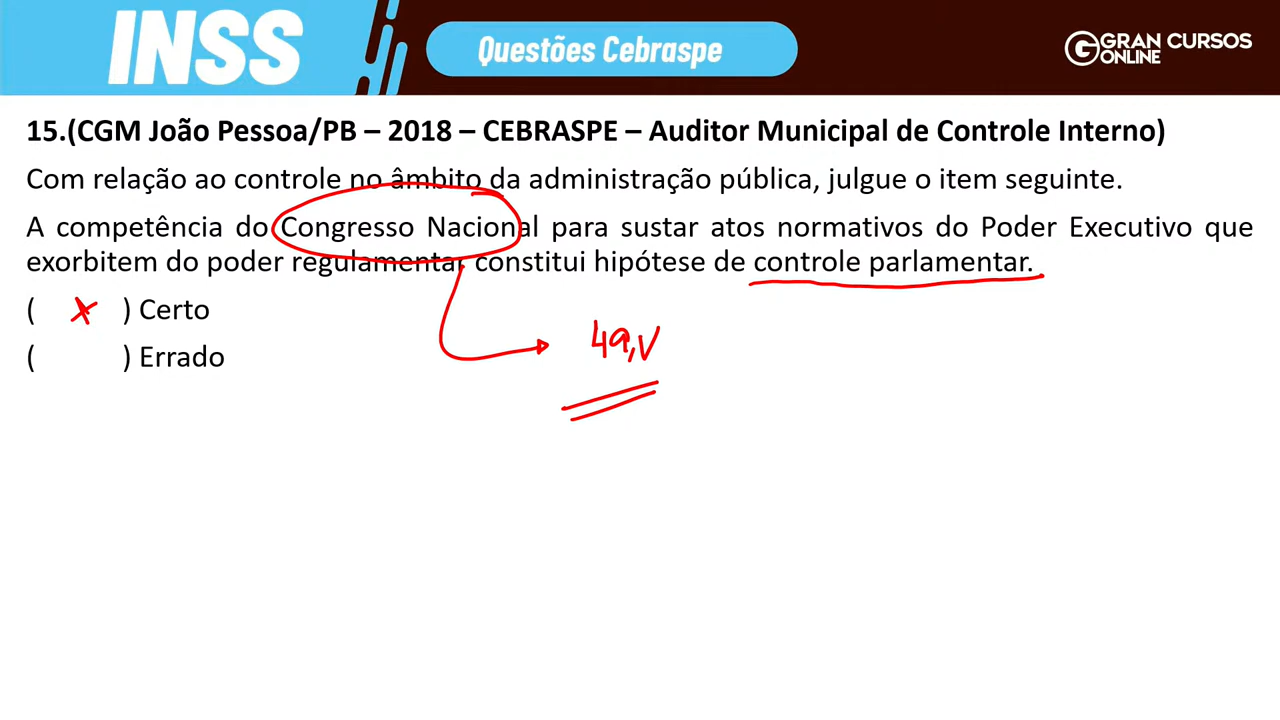 INSS
Questões Cebraspe
GRAN CURSOS
ONLINE
15.(CGM João Pessoa/PB – 2018 – CEBRASPE – Auditor Municipal de Controle Interno)
Com relação ao controle no âmbito da administração pública, julgue o item seguinte.
A competência do Congresso Nacional para sustar atos normativos do Poder Executivo que
exorbitem do poder regulamentar constitui hipótese de controle parlamentar.
( X ) Certo
( ) Errado
49,V